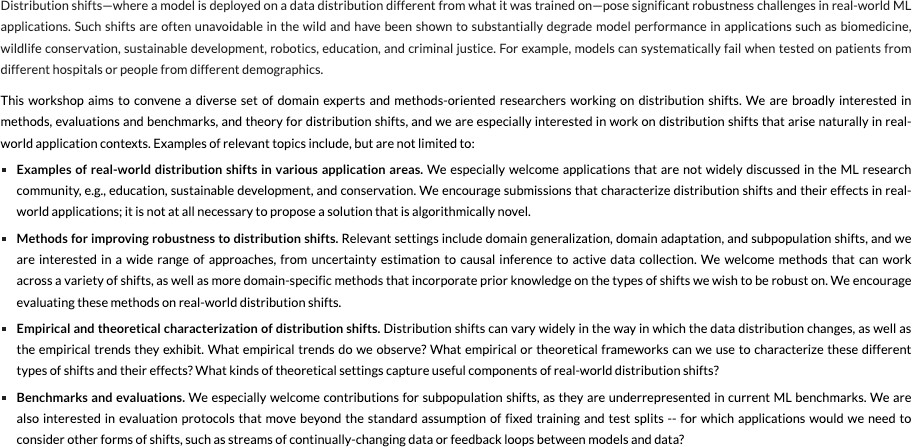 Distribution shifts—where a model is deployed on a data distribution different from what it was trained on—pose significant robustness challenges in real-world ML
applications. Such shifts are often unavoidable in the wild and have been shown to substantially degrade model performance in applications such as biomedicine,
wildlife conservation, sustainable development, robotics, education, and criminal justice. For example, models can systematically fail when tested on patients from
different hospitals or people from different demographics.
This workshop aims to convene a diverse set of domain experts and methods-oriented researchers working on distribution shifts. We are broadly interested in
methods, evaluations and benchmarks, and theory for distribution shifts, and we are especially interested in work on distribution shifts that arise naturally in real-
world application contexts. Examples of relevant topics include, but are not limited to:
▪ Examples of real-world distribution shifts in various application areas. We especially welcome applications that are not widely discussed in the ML research
community, e.g., education, sustainable development, and conservation. We encourage submissions that characterize distribution shifts and their effects in real-
world applications; it is not at all necessary to propose a solution that is algorithmically novel.
▪ Methods for improving robustness to distribution shifts. Relevant settings include domain generalization, domain adaptation, and subpopulation shifts, and we
are interested in a wide range of approaches, from uncertainty estimation to causal inference to active data collection. We welcome methods that can work
across a variety of shifts, as well as more domain-specific methods that incorporate prior knowledge on the types of shifts we wish to be robust on. We encourage
evaluating these methods on real-world distribution shifts.
▪ Empirical and theoretical characterization of distribution shifts. Distribution shifts can vary widely in the way in which the data distribution changes, as well as
the empirical trends they exhibit. What empirical trends do we observe? What empirical or theoretical frameworks can we use to characterize these different
types of shifts and their effects? What kinds of theoretical settings capture useful components of real-world distribution shifts?
▪ Benchmarks and evaluations. We especially welcome contributions for subpopulation shifts, as they are underrepresented in current ML benchmarks. We are
also interested in evaluation protocols that move beyond the standard assumption of fixed training and test splits -- for which applications would we need to
consider other forms of shifts, such as streams of continually-changing data or feedback loops between models and data?